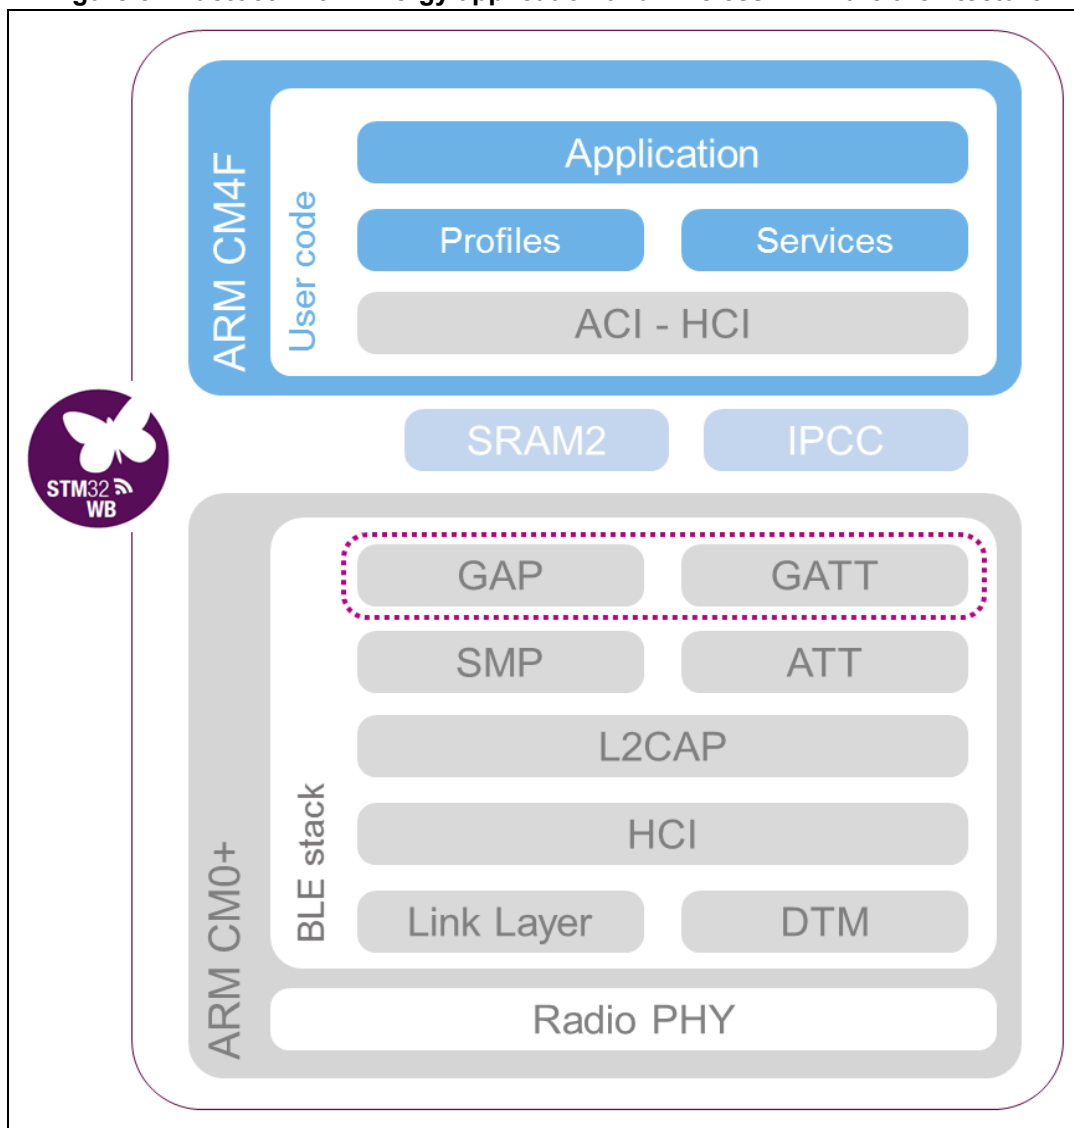 ARM CM4F
User code
Application
Profiles
Services
ACI - HCI
SRAM2
IPCC
STM32
WB
ARM CM0+
BLE stack
GAP
GATT
SMP
ATT
L2CAP
HCI
Link Layer
DTM
Radio PHY